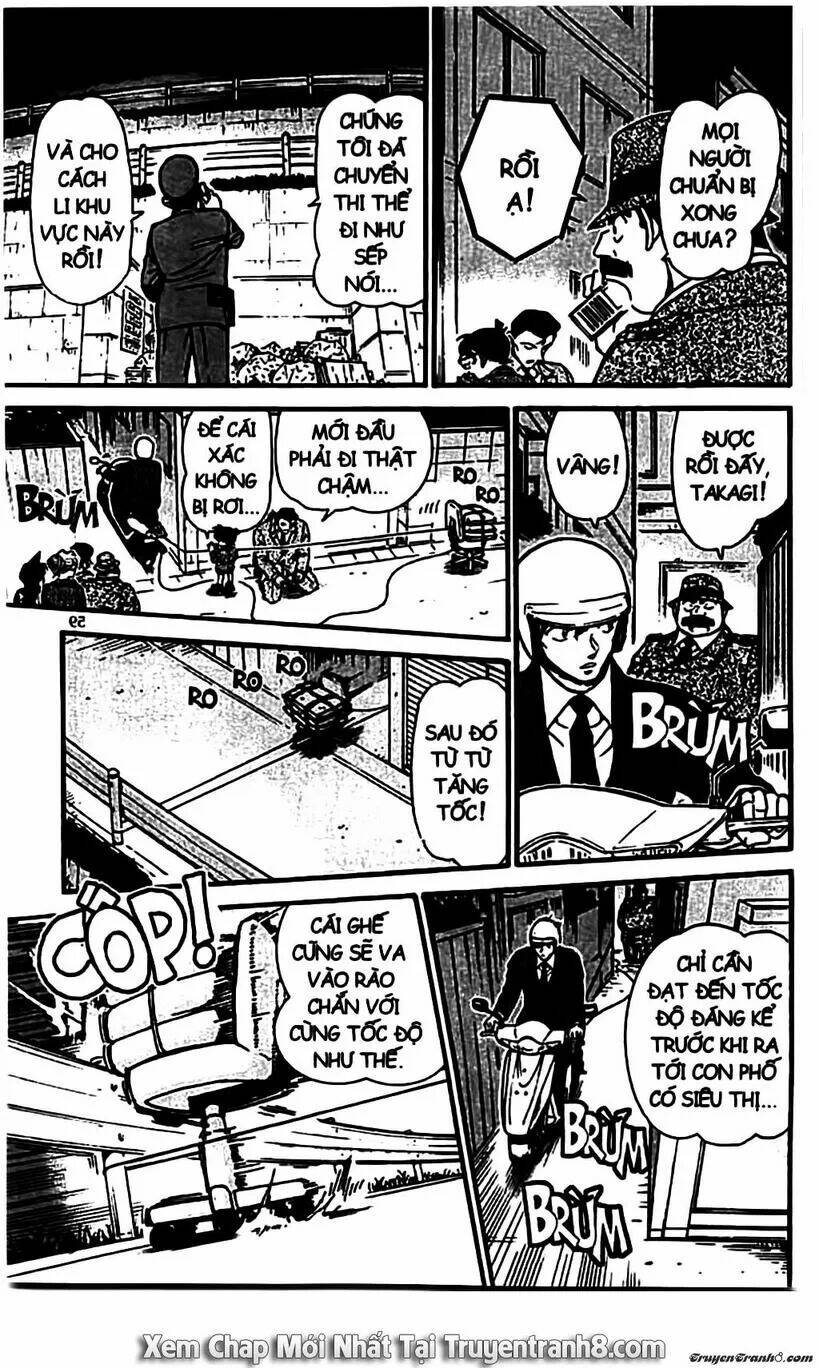 MỌI
NGƯỜI
CHUẨN BỊ
XONG
CHƯA?
RỒI
Ạ!
CHÚNG
TÔI ĐÃ
CHUYỂN
THI THỂ
ĐI NHƯ
SẾP
NÓI...
VÀ CHO
CÁCH
LI KHU
VỰC NÀY
RỒI!
ĐƯỢC
RỒI ĐẤY,
TAKAGI!
VÂNG!
BRÙM
MỚI ĐẦU
PHẢI ĐI THẬT
CHẬM...
ĐỂ CÁI
XÁC
KHÔNG
BỊ RƠI...
RO
RO
BRÙM
59
SAU ĐÓ
TỪ TỪ
TĂNG
TỐC!
RO
RO
RO
CHỈ CẦN
ĐẠT ĐẾN TỐC
ĐỘ ĐÁNG KỂ
TRƯỚC KHI RA
TỚI CON PHỐ
CÓ SIÊU THỊ...
BRÙM
BRÙM
CÁI GHẾ
CŨNG SẼ VA
VÀO RÀO
CHẮN VỚI
CÙNG TỐC ĐỘ
NHƯ THẾ.
CỐP!
Xem Chap Mới Nhất Tại Truyentranh8.com
TruyenTranh8.com